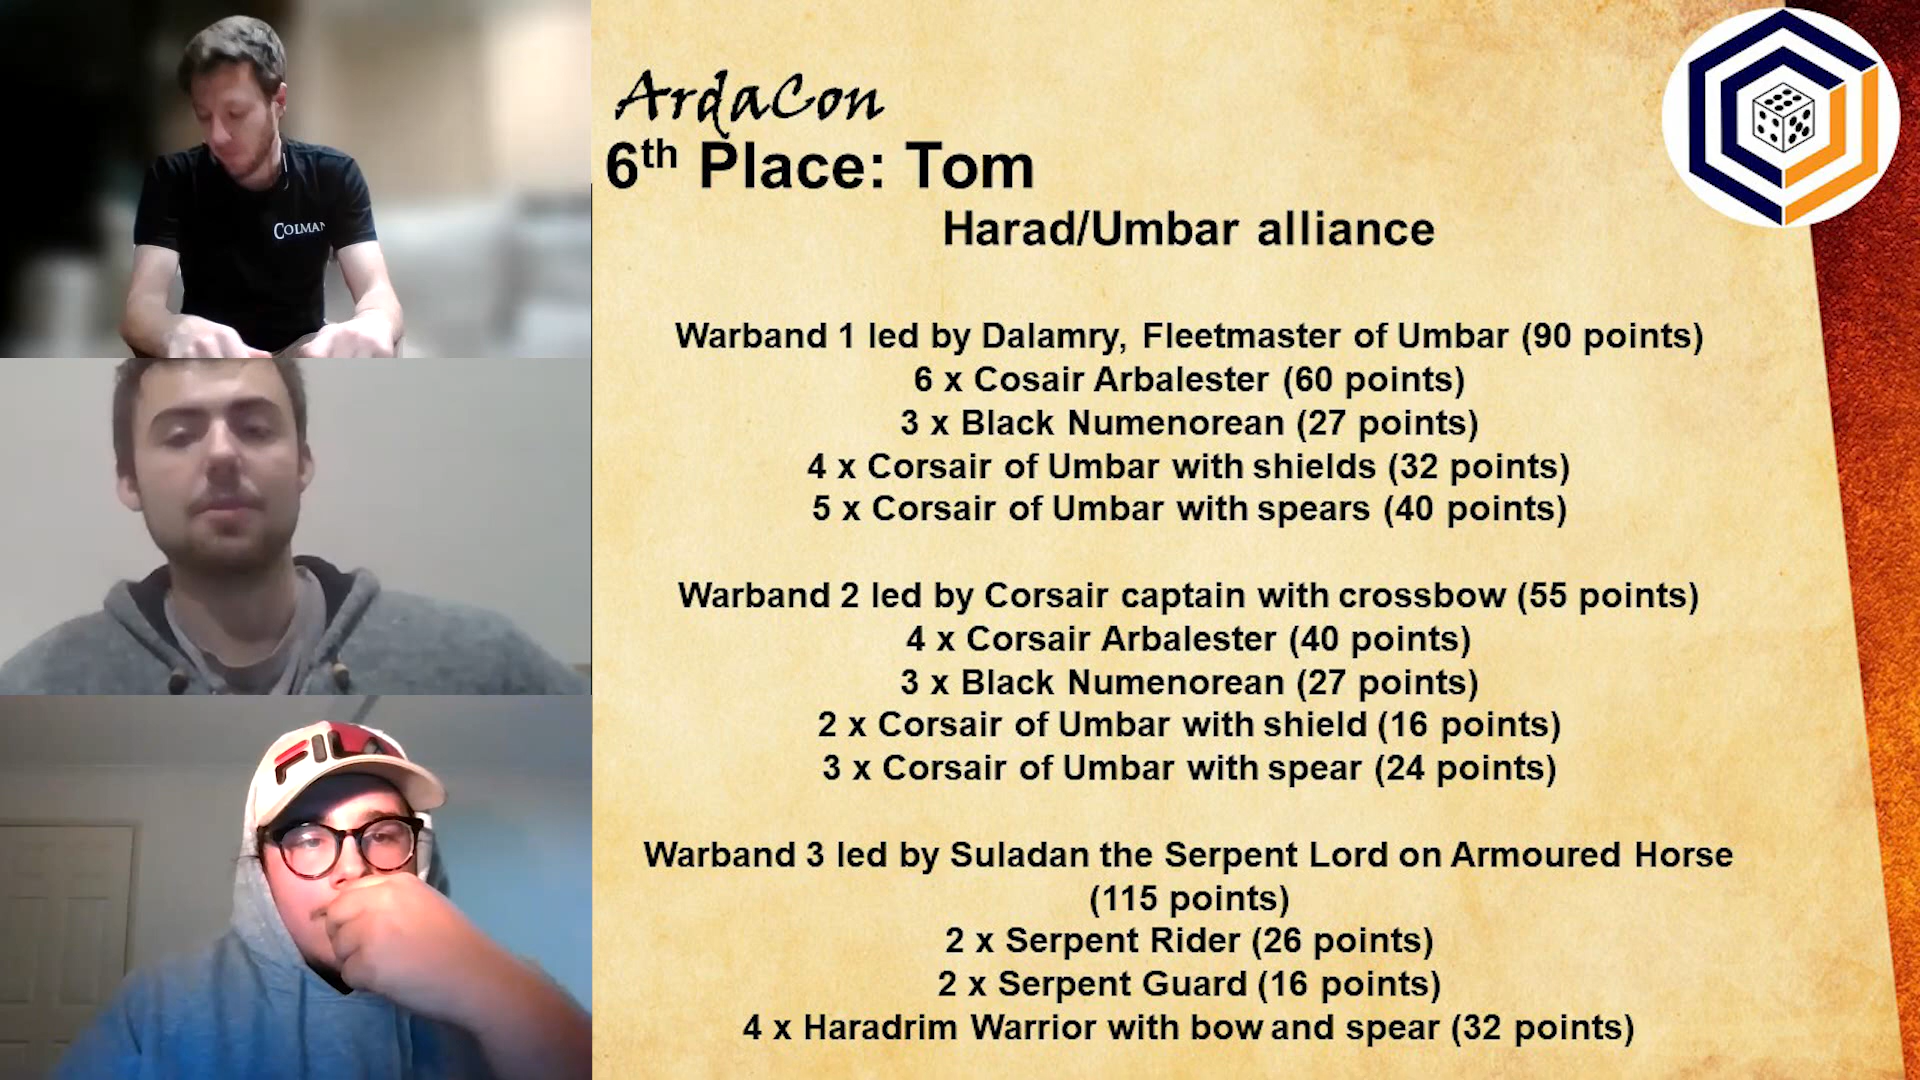 ArdaCon
6th Place: Tom
Harad/Umbar alliance
Warband 1 led by Dalamry, Fleetmaster of Umbar (90 points)
6 x Cosair Arbalester (60 points)
3 x Black Numenorean (27 points)
4 x Corsair of Umbar with shields (32 points)
5 x Corsair of Umbar with spears (40 points)
Warband 2 led by Corsair captain with crossbow (55 points)
4 x Corsair Arbalester (40 points)
3 x Black Numenorean (27 points)
2 x Corsair of Umbar with shield (16 points)
3 x Corsair of Umbar with spear (24 points)
Warband 3 led by Suladan the Serpent Lord on Armoured Horse
(115 points)
2 x Serpent Rider (26 points)
2 x Serpent Guard (16 points)
4 x Haradrim Warrior with bow and spear (32 points)
COLMAN
FILA